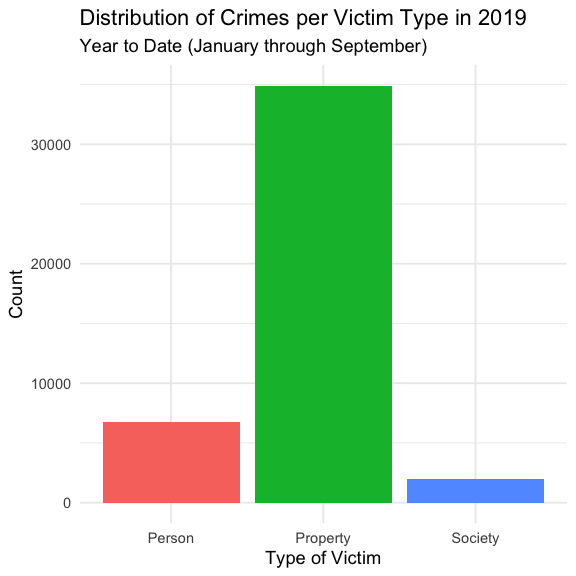 Distribution of Crimes per Victim Type in 2019
Year to Date (January through September)
Count
30000
20000
10000
0
Person Property Society
Type of Victim